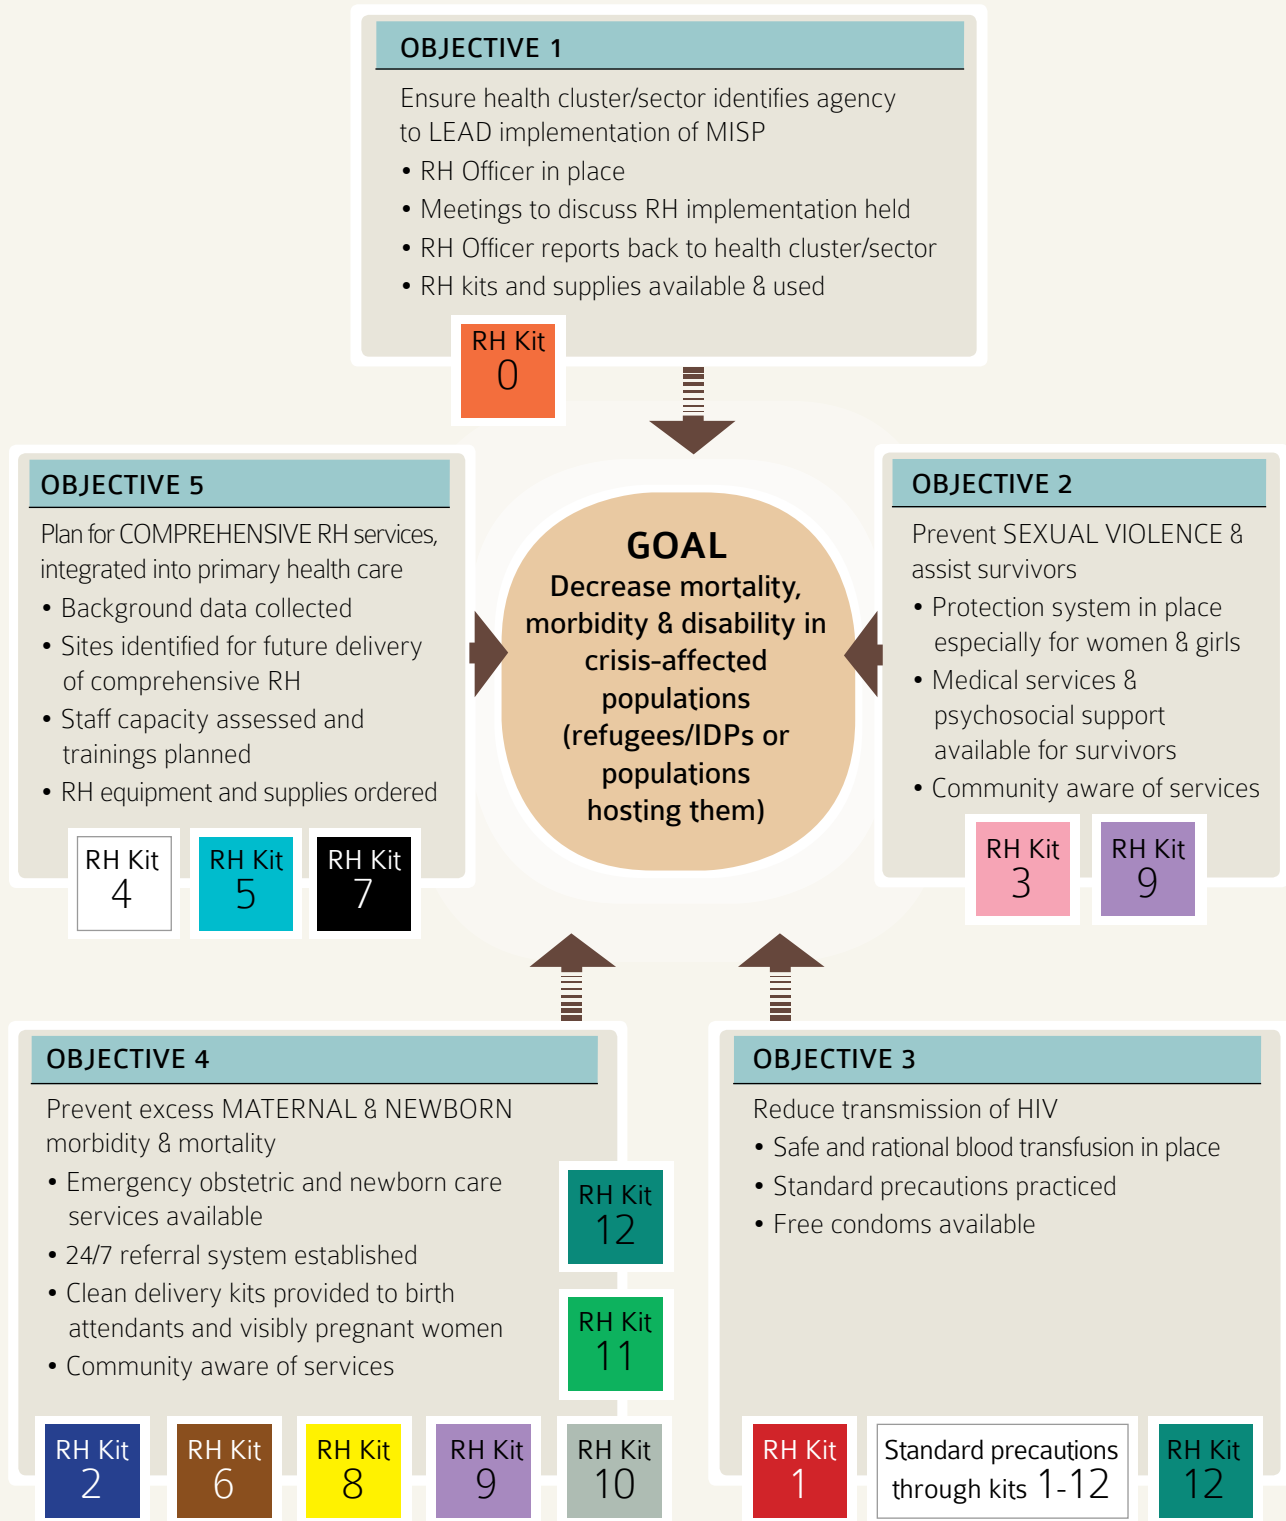 OBJECTIVE 1
Ensure health cluster/sector identifies agency
to LEAD implementation of MISP
• RH Officer in place
• Meetings to discuss RH implementation held
• RH Officer reports back to health cluster/sector
• RH kits and supplies available & used
RH Kit
0
OBJECTIVE 5
Plan for COMPREHENSIVE RH services,
integrated into primary health care
• Background data collected
• Sites identified for future delivery
of comprehensive RH
• Staff capacity assessed and
trainings planned
• RH equipment and supplies ordered
RH Kit
4
RH Kit
5
RH Kit
7
GOAL
Decrease mortality,
morbidity & disability in
crisis-affected
populations
(refugees/IDPs or
populations
hosting them)
OBJECTIVE 2
Prevent SEXUAL VIOLENCE &
assist survivors
• Protection system in place
especially for women & girls
• Medical services &
psychosocial support
available for survivors
• Community aware of services
RH Kit
3
RH Kit
9
OBJECTIVE 4
Prevent excess MATERNAL & NEWBORN
morbidity & mortality
• Emergency obstetric and newborn care
services available
• 24/7 referral system established
• Clean delivery kits provided to birth
attendants and visibly pregnant women
• Community aware of services
RH Kit
12
RH Kit
11
RH Kit
2
RH Kit
6
RH Kit
8
RH Kit
9
RH Kit
10
OBJECTIVE 3
Reduce transmission of HIV
• Safe and rational blood transfusion in place
• Standard precautions practiced
• Free condoms available
RH Kit
1
Standard precautions
through kits 1-12
RH Kit
12